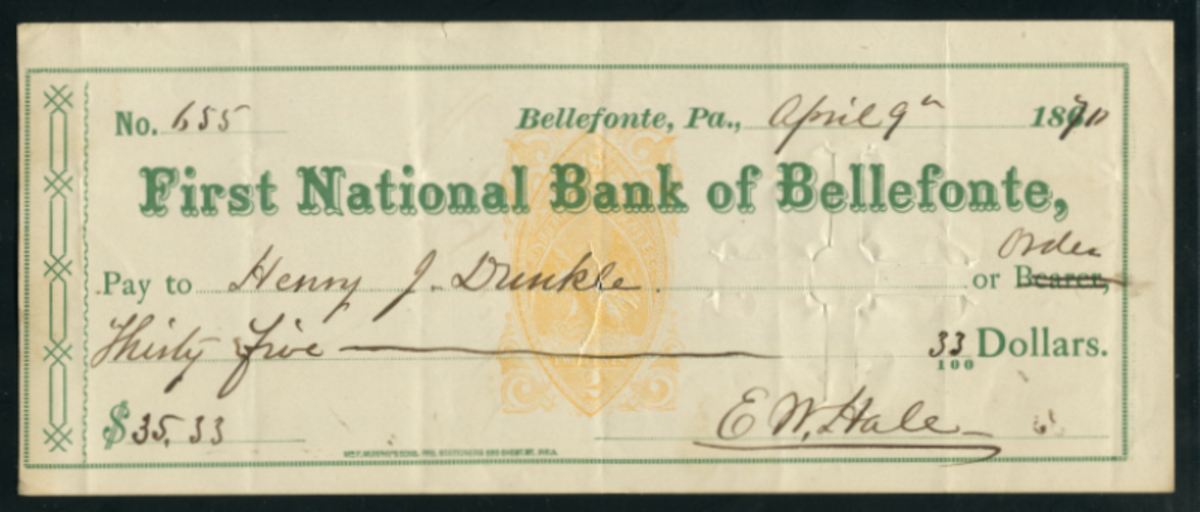 No. 655 Bellefonte, Pa., April 9th 1870
First National Bank of Bellefonte,
Order
Pay to Henry J. Dunkle. or Bearer,
Thirty five 33/100 Dollars.
$35.33 E W, Hale